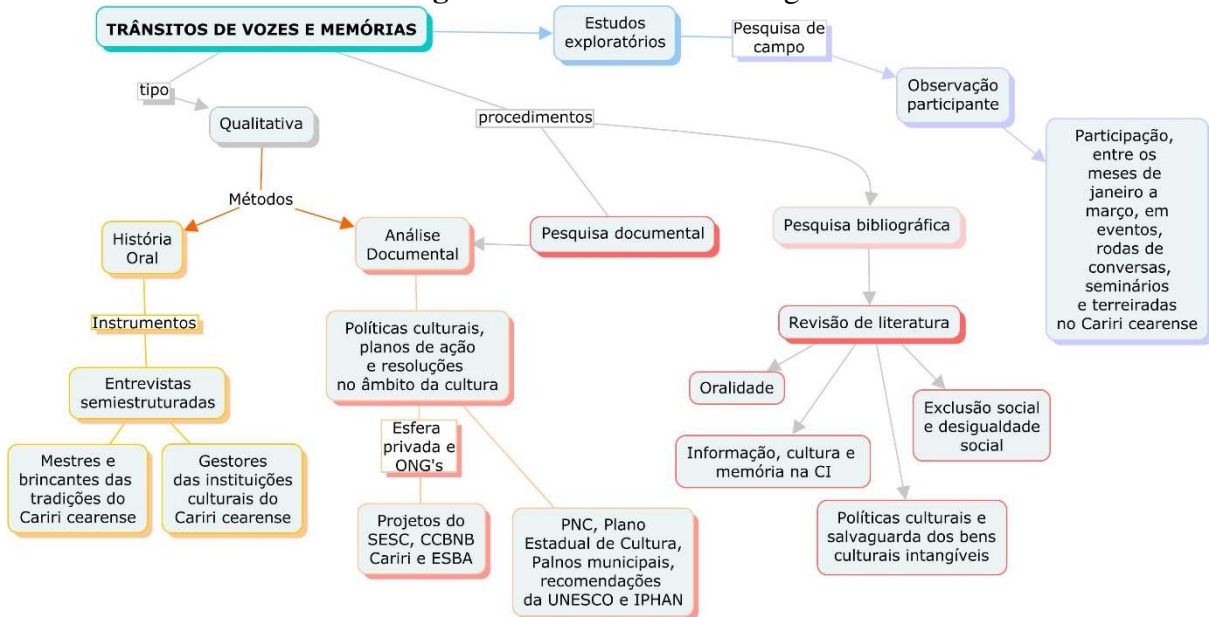 TRÂNSITOS DE VOZES E MEMÓRIAS
Estudos
exploratórios
Pesquisa de
campo
Observação
participante
Participação,
entre os
meses de
janeiro a
março, em
eventos,
rodas de
conversas,
seminários
e terreiradas
no Cariri cearense
tipo
Qualitativa
procedimentos
Métodos
História
Oral
Análise
Documental
Pesquisa documental
Pesquisa bibliográfica
Instrumentos
Entrevistas
semiestruturadas
Mestres e
brincantes das
tradições do
Cariri cearense
Gestores
das instituições
culturais do
Cariri cearense
Políticas culturais,
planos de ação
e resoluções
no âmbito da cultura
Esfera
privada e
ONG's
Projetos do
SESC, CCBNB
Cariri e ESBA
PNC, Plano
Estadual de Cultura,
Palnos municipais,
recomendações
da UNESCO e IPHAN
Revisão de literatura
Oralidade
Informação, cultura e
memória na CI
Políticas culturais e
salvaguarda dos bens
culturais intangíveis
Exclusão social
e desigualdade
social